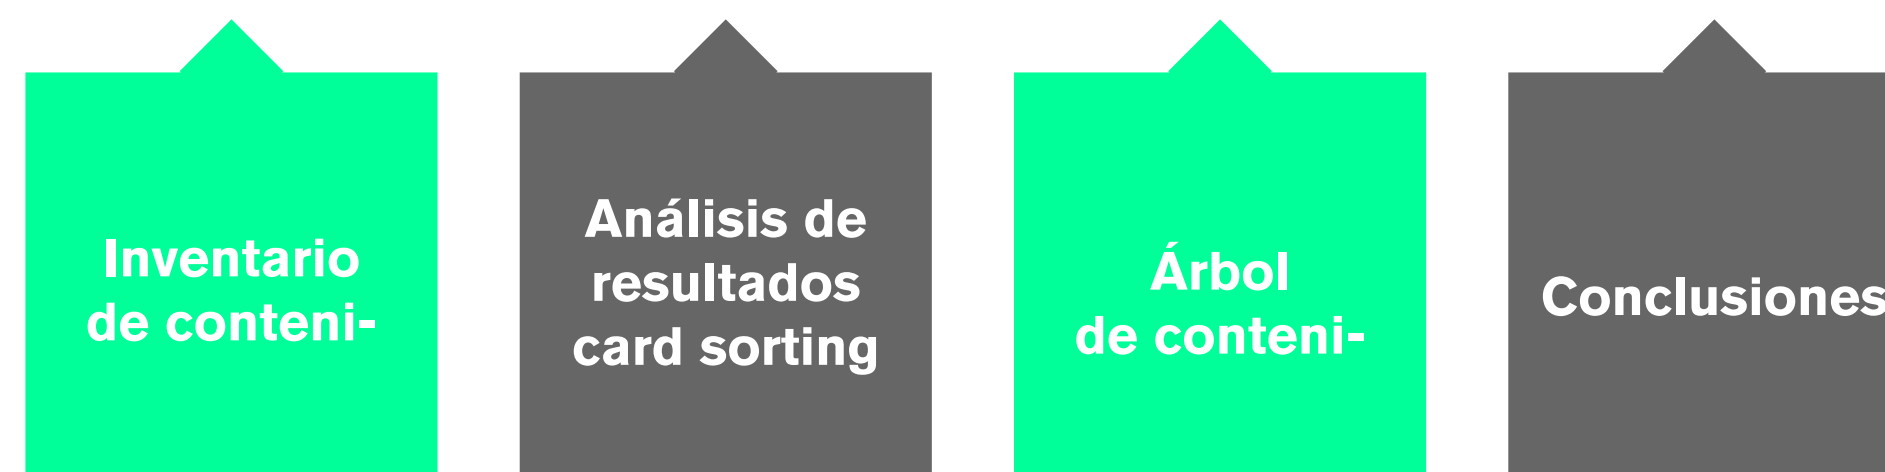 Inventario
de conteni-
Análisis de
resultados
card sorting
Árbol
de conteni-
Conclusiones